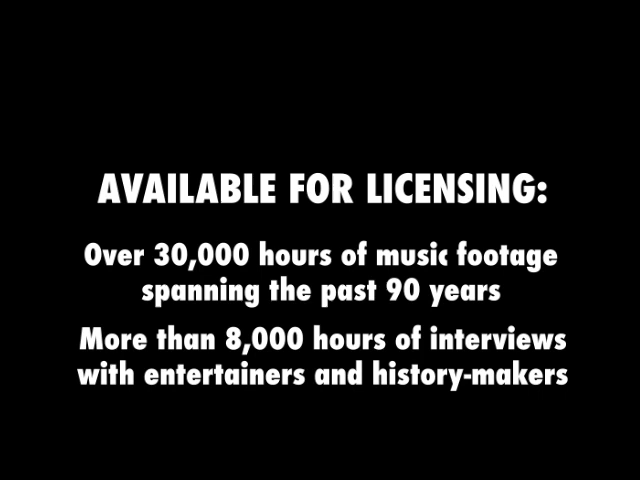 AVAILABLE FOR LICENSING:
Over 30,000 hours of music footage
spanning the past 90 years
More than 8,000 hours of interviews
with entertainers and history-makers